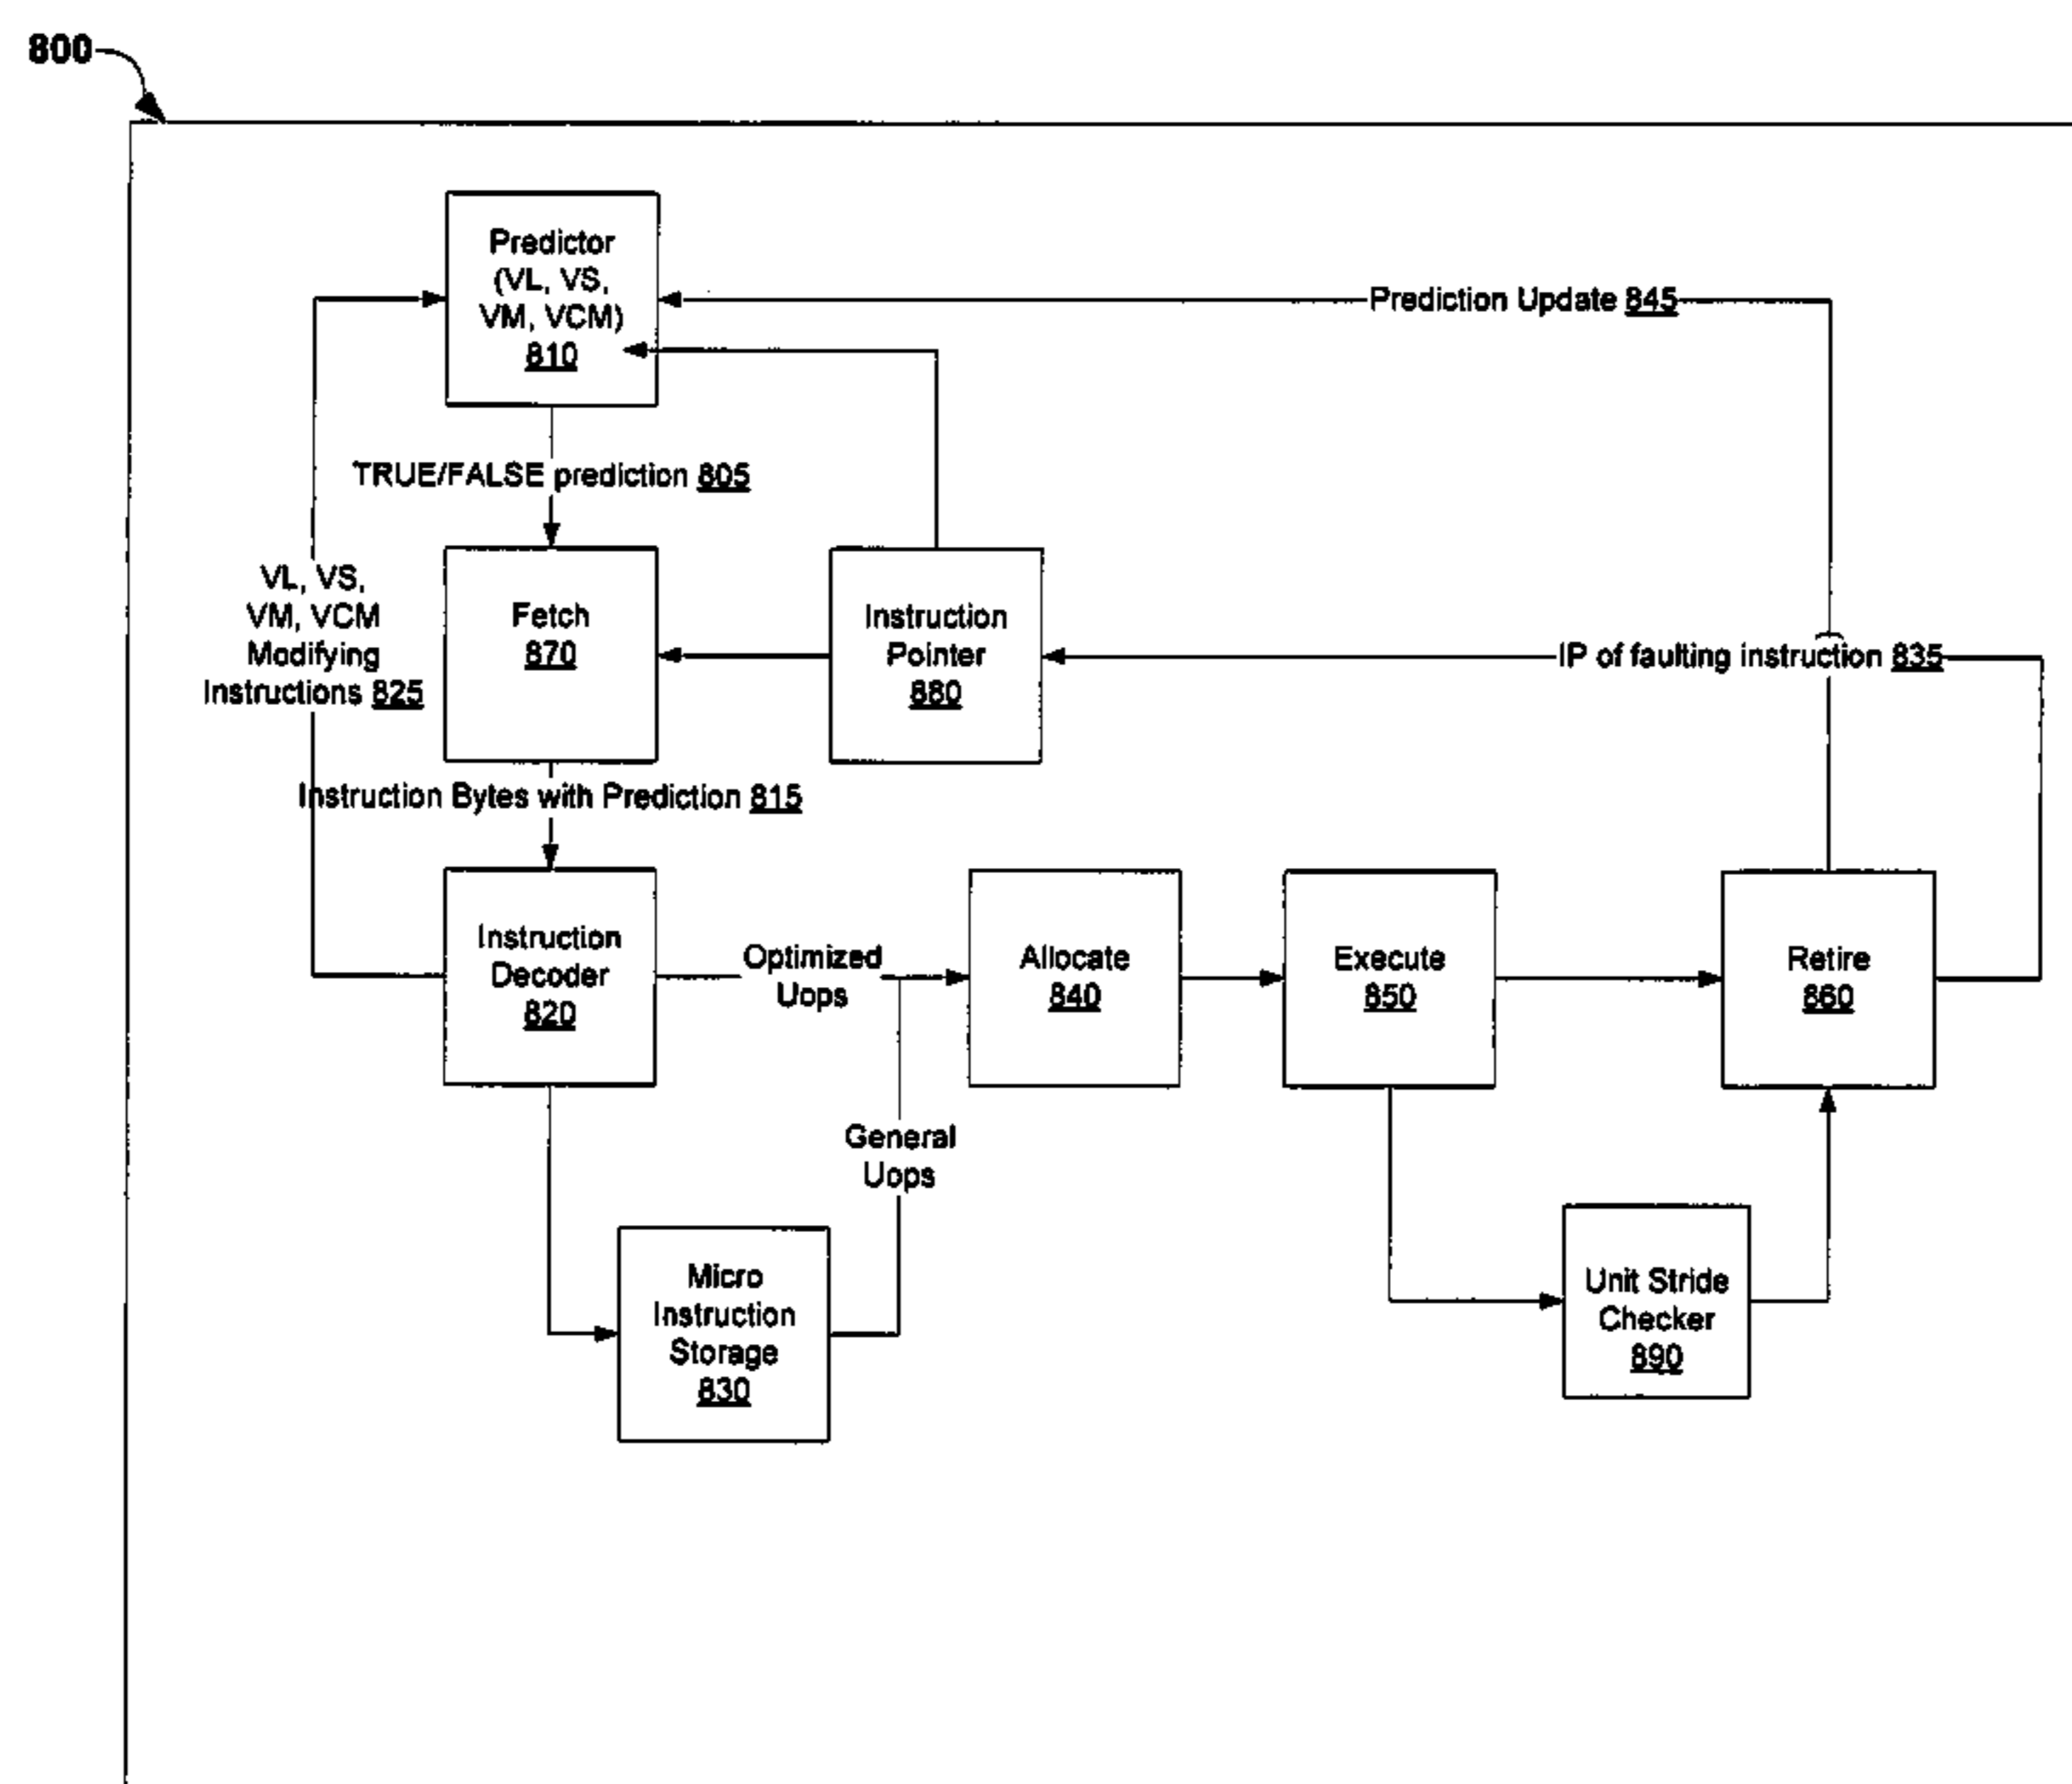 800
Predictor
(VL, VS,
VM, VCM)
810
Prediction Update 845
TRUE/FALSE prediction 805
VL, VS,
VM, VCM
Modifying
Instructions 825
Fetch
870
Instruction
Pointer
880
IP of faulting instruction 835
Instruction Bytes with Prediction 815
Instruction
Decoder
820
Optimized
Uops
Allocate
840
Execute
850
Retire
860
General
Uops
Micro
Instruction
Storage
830
Unit Stride
Checker
890